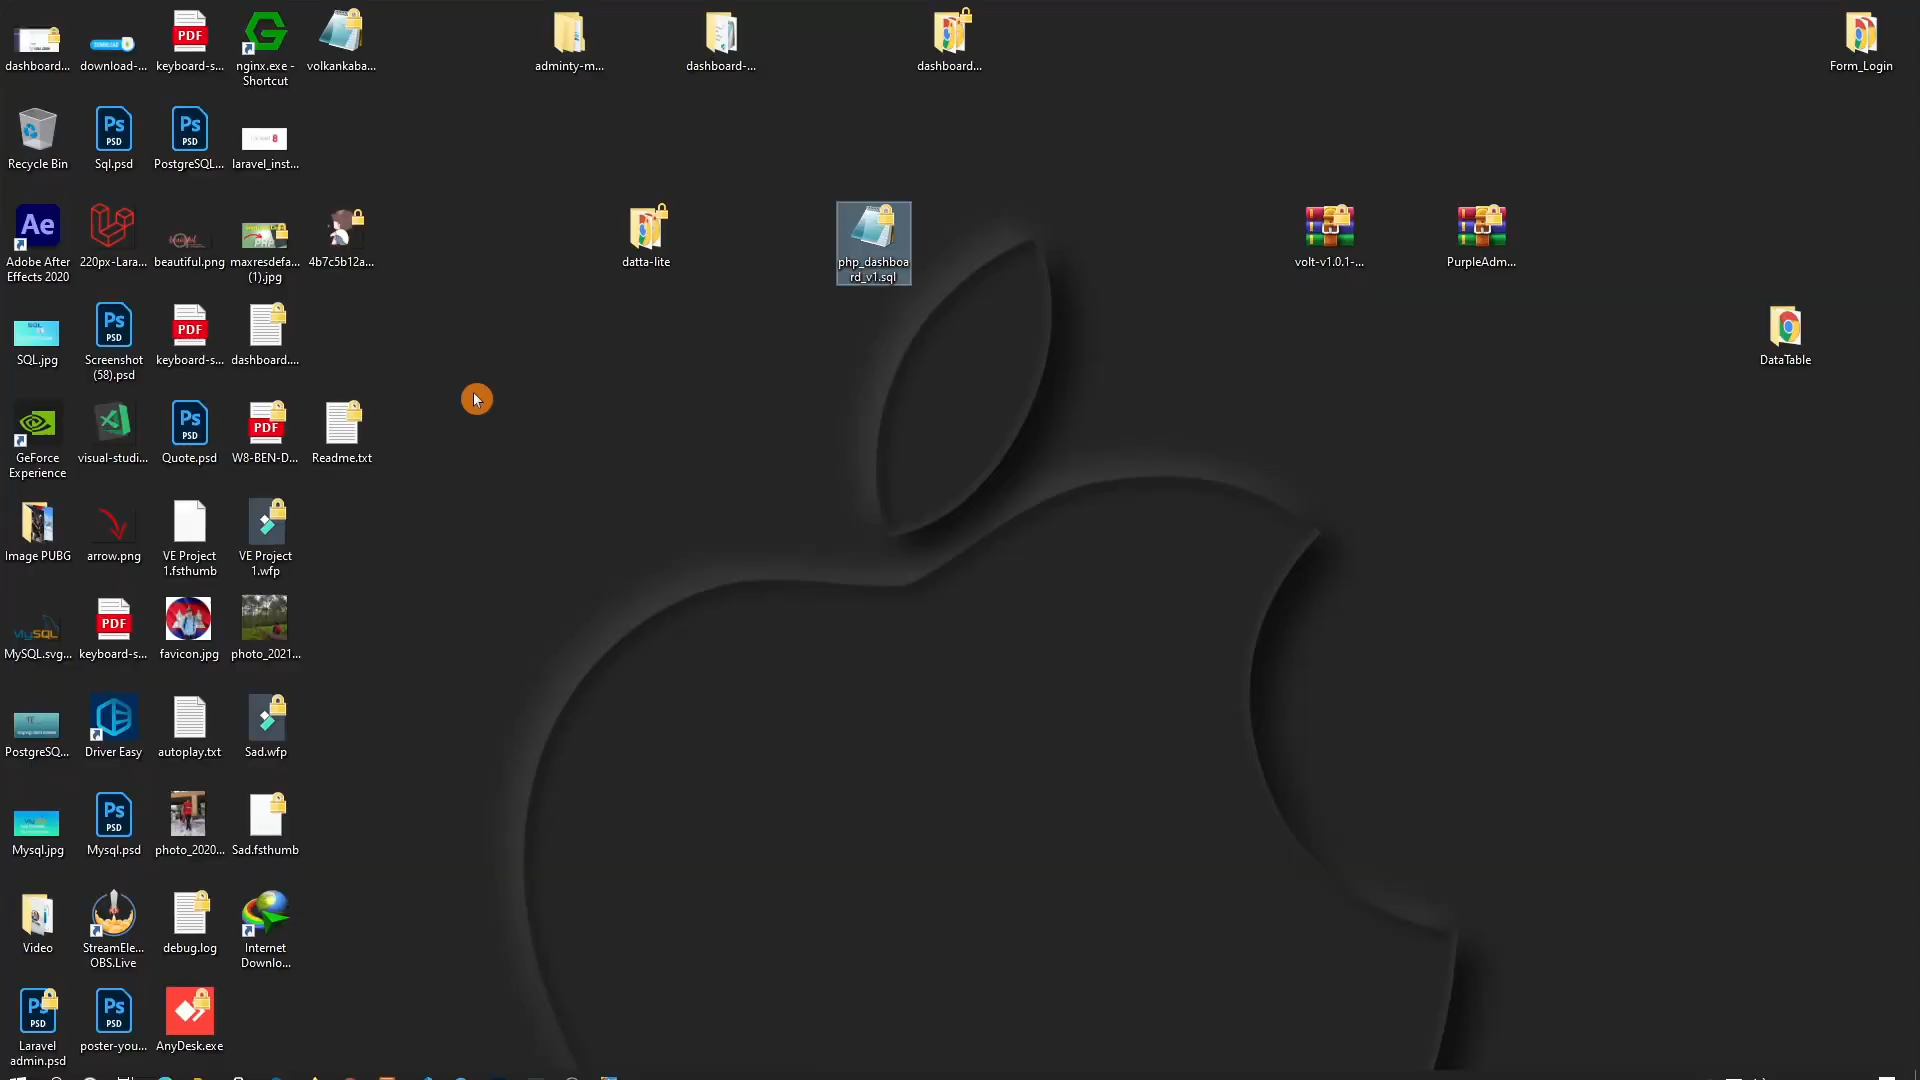 dashboard...
download-...
keyboard-s...
nginx.exe -
Shortcut
volkankaba...
adminty-m...
dashboard-...
dashboard...
Form_Login
Recycle Bin
Sql.psd
PostgreSQL...
laravel_inst...
Adobe After
Effects 2020
220px-Lara...
beautiful.png
maxresdefa...
(1).jpg
4b7c5b12a...
datta-lite
php_dashboa
rd_v1.sql
volt-v1.0.1-...
PurpleAdm...
SQL.jpg
Screenshot
(58).psd
keyboard-s...
dashboard....
DataTable
GeForce
Experience
visual-studi...
Quote.psd
W8-BEN-D...
Readme.txt
Image PUBG
arrow.png
VE Project
1.fsthumb
VE Project
1.wfp
MySQL.svg...
keyboard-s...
favicon.jpg
photo_2021...
PostgreSQ...
Driver Easy
autoplay.txt
Sad.wfp
Mysql.jpg
Mysql.psd
photo_2020...
Sad.fsthumb
Video
StreamEle...
OBS.Live
debug.log
Internet
Downlo...
Laravel
admin.psd
poster-you...
AnyDesk.exe